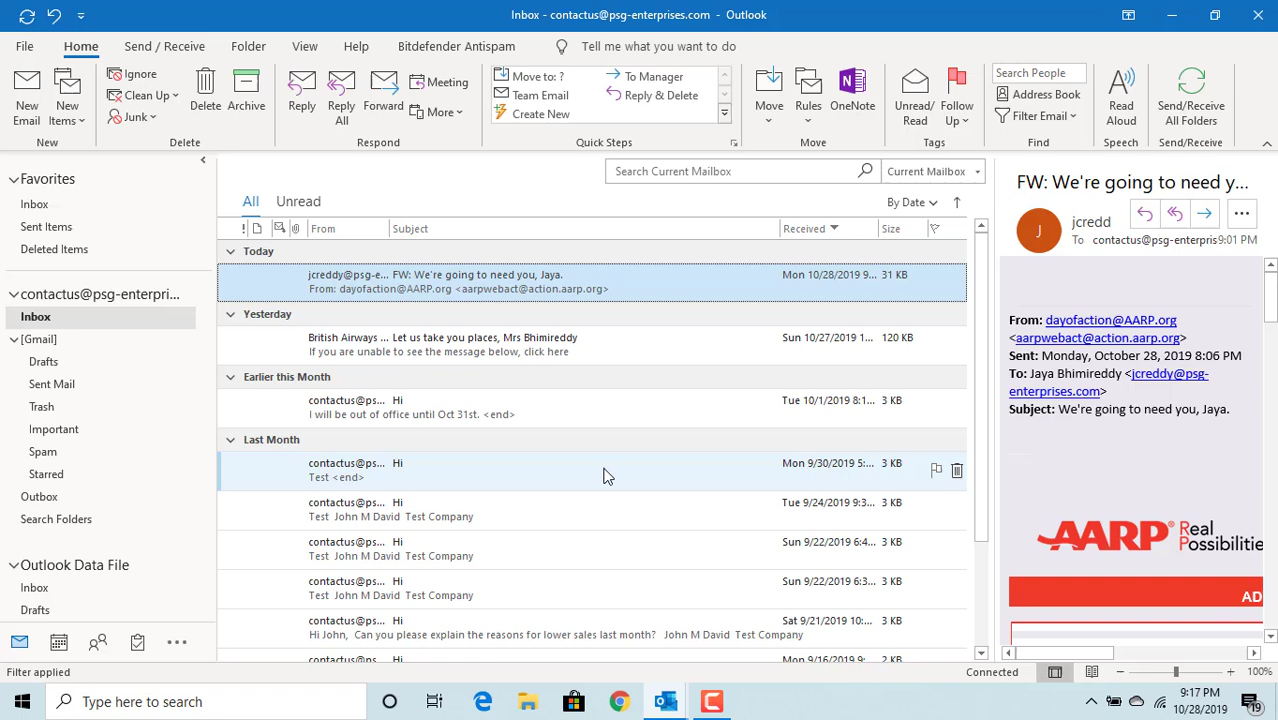 Inbox - contactus@psg-enterprises.com - Outlook
File Home Send / Receive Folder View Help Bitdefender Antispam Tell me what you want to do
New Email
New Items
New
Ignore
Clean Up
Junk
Delete
Archive
Delete
Reply
Reply All
Forward
Meeting
More
Respond
Move to: ?
Team Email
Create New
To Manager
Reply & Delete
Quick Steps
Move
Rules
OneNote
Move
Unread/ Read
Follow Up
Tags
Search People
Address Book
Filter Email
Find
Read Aloud
Speech
Send/Receive All Folders
Send/Receive
Favorites
Inbox
Sent Items
Deleted Items
contactus@psg-enterpri...
Inbox
[Gmail]
Drafts
Sent Mail
Trash
Important
Spam
Starred
Outbox
Search Folders
Outlook Data File
Inbox
Drafts
Search Current Mailbox Current Mailbox
All Unread By Date
! From Subject Received Size
Today
jcreddy@psg-e... FW: We're going to need you, Jaya. Mon 10/28/2019 9... 31 KB
From: dayofaction@AARP.org <aarpwebact@action.aarp.org>
Yesterday
British Airways ... Let us take you places, Mrs Bhimireddy Sun 10/27/2019 1... 120 KB
If you are unable to see the message below, click here
Earlier this Month
contactus@ps... Hi Tue 10/1/2019 8:1... 3 KB
I will be out of office until Oct 31st. <end>
Last Month
contactus@ps... Hi Mon 9/30/2019 5:... 3 KB
Test <end>
contactus@ps... Hi Tue 9/24/2019 9:3... 3 KB
Test John M David Test Company
contactus@ps... Hi Sun 9/22/2019 6:4... 3 KB
Test John M David Test Company
contactus@ps... Hi Sun 9/22/2019 6:3... 3 KB
Test John M David Test Company
contactus@ps... Hi Sat 9/21/2019 10:... 3 KB
Hi John, Can you please explain the reasons for lower sales last month? John M David Test Company
contactus@ps... Hi Mon 9/16/2019 9:... 2 KB
FW: We're going to need y...
J
jcredd
To contactus@psg-enterpris 9:01 PM
From: dayofaction@AARP.org
<aarpwebact@action.aarp.org>
Sent: Monday, October 28, 2019 8:06 PM
To: Jaya Bhimireddy <jcreddy@psg-
enterprises.com>
Subject: We're going to need you, Jaya.
AARP® Real
Possibilitie
AD
Filter applied Connected 100%
Type here to search
9:17 PM
10/28/2019
19